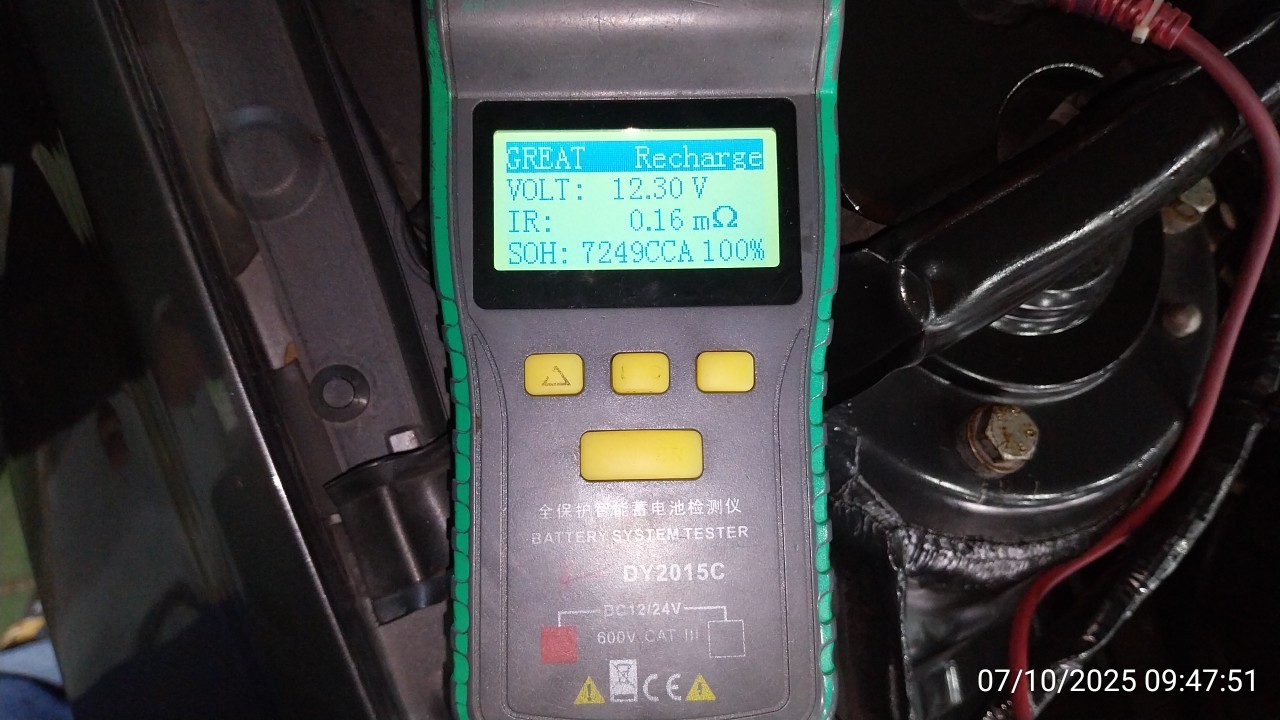 GREAT Recharge
VOLT: 12.30 V
IR: 0.16 mΩ
SOH: 7249CCA 100%
全保护智能蓄电池检测仪
BATTERY SYSTEM TESTER
DY2015C
DC12/24V
600V CAT III
CE
07/10/2025 09:47:51